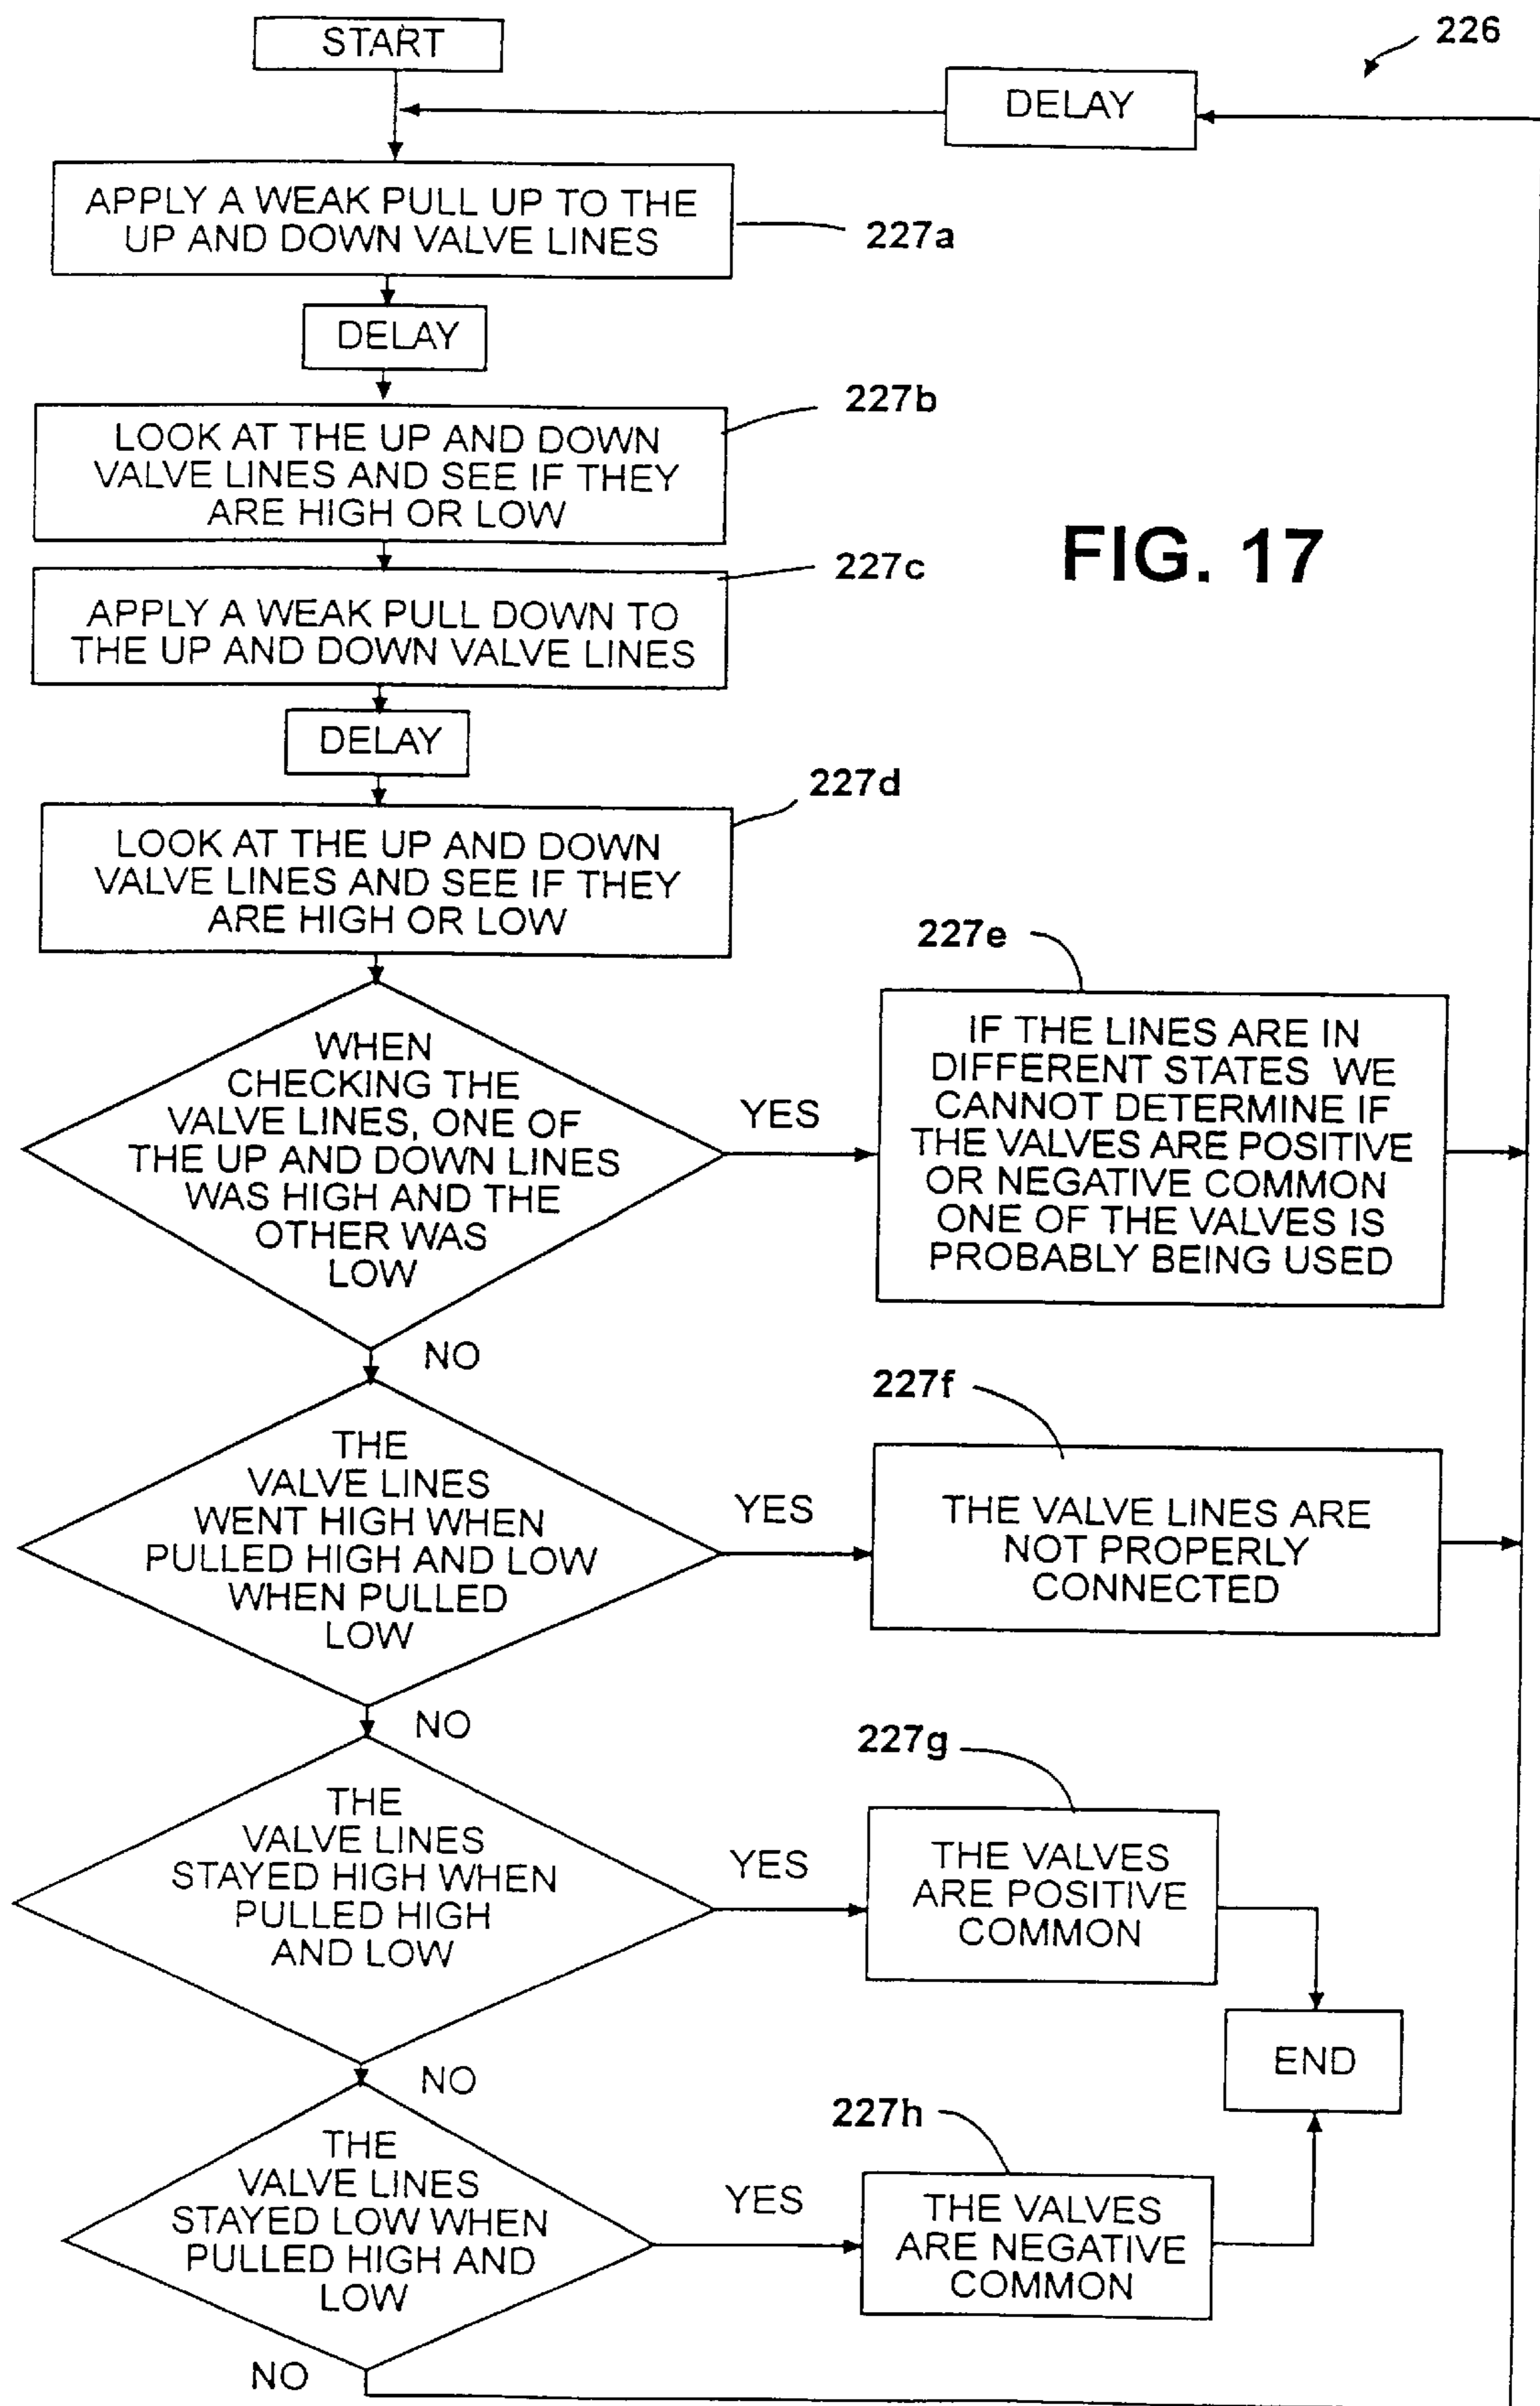 START
226
DELAY
APPLY A WEAK PULL UP TO THE
UP AND DOWN VALVE LINES
227a
DELAY
227b
LOOK AT THE UP AND DOWN
VALVE LINES AND SEE IF THEY
ARE HIGH OR LOW
FIG. 17
227c
APPLY A WEAK PULL DOWN TO
THE UP AND DOWN VALVE LINES
DELAY
227d
LOOK AT THE UP AND DOWN
VALVE LINES AND SEE IF THEY
ARE HIGH OR LOW
WHEN
CHECKING THE
VALVE LINES, ONE OF
THE UP AND DOWN LINES
WAS HIGH AND THE
OTHER WAS
LOW
YES
227e
IF THE LINES ARE IN
DIFFERENT STATES WE
CANNOT DETERMINE IF
THE VALVES ARE POSITIVE
OR NEGATIVE COMMON
ONE OF THE VALVES IS
PROBABLY BEING USED
NO
THE
VALVE LINES
WENT HIGH WHEN
PULLED HIGH AND LOW
WHEN PULLED
LOW
YES
227f
THE VALVE LINES ARE
NOT PROPERLY
CONNECTED
NO
THE
VALVE LINES
STAYED HIGH WHEN
PULLED HIGH
AND LOW
YES
227g
THE VALVES
ARE POSITIVE
COMMON
END
NO
THE
VALVE LINES
STAYED LOW WHEN
PULLED HIGH AND
LOW
YES
227h
THE VALVES
ARE NEGATIVE
COMMON
NO